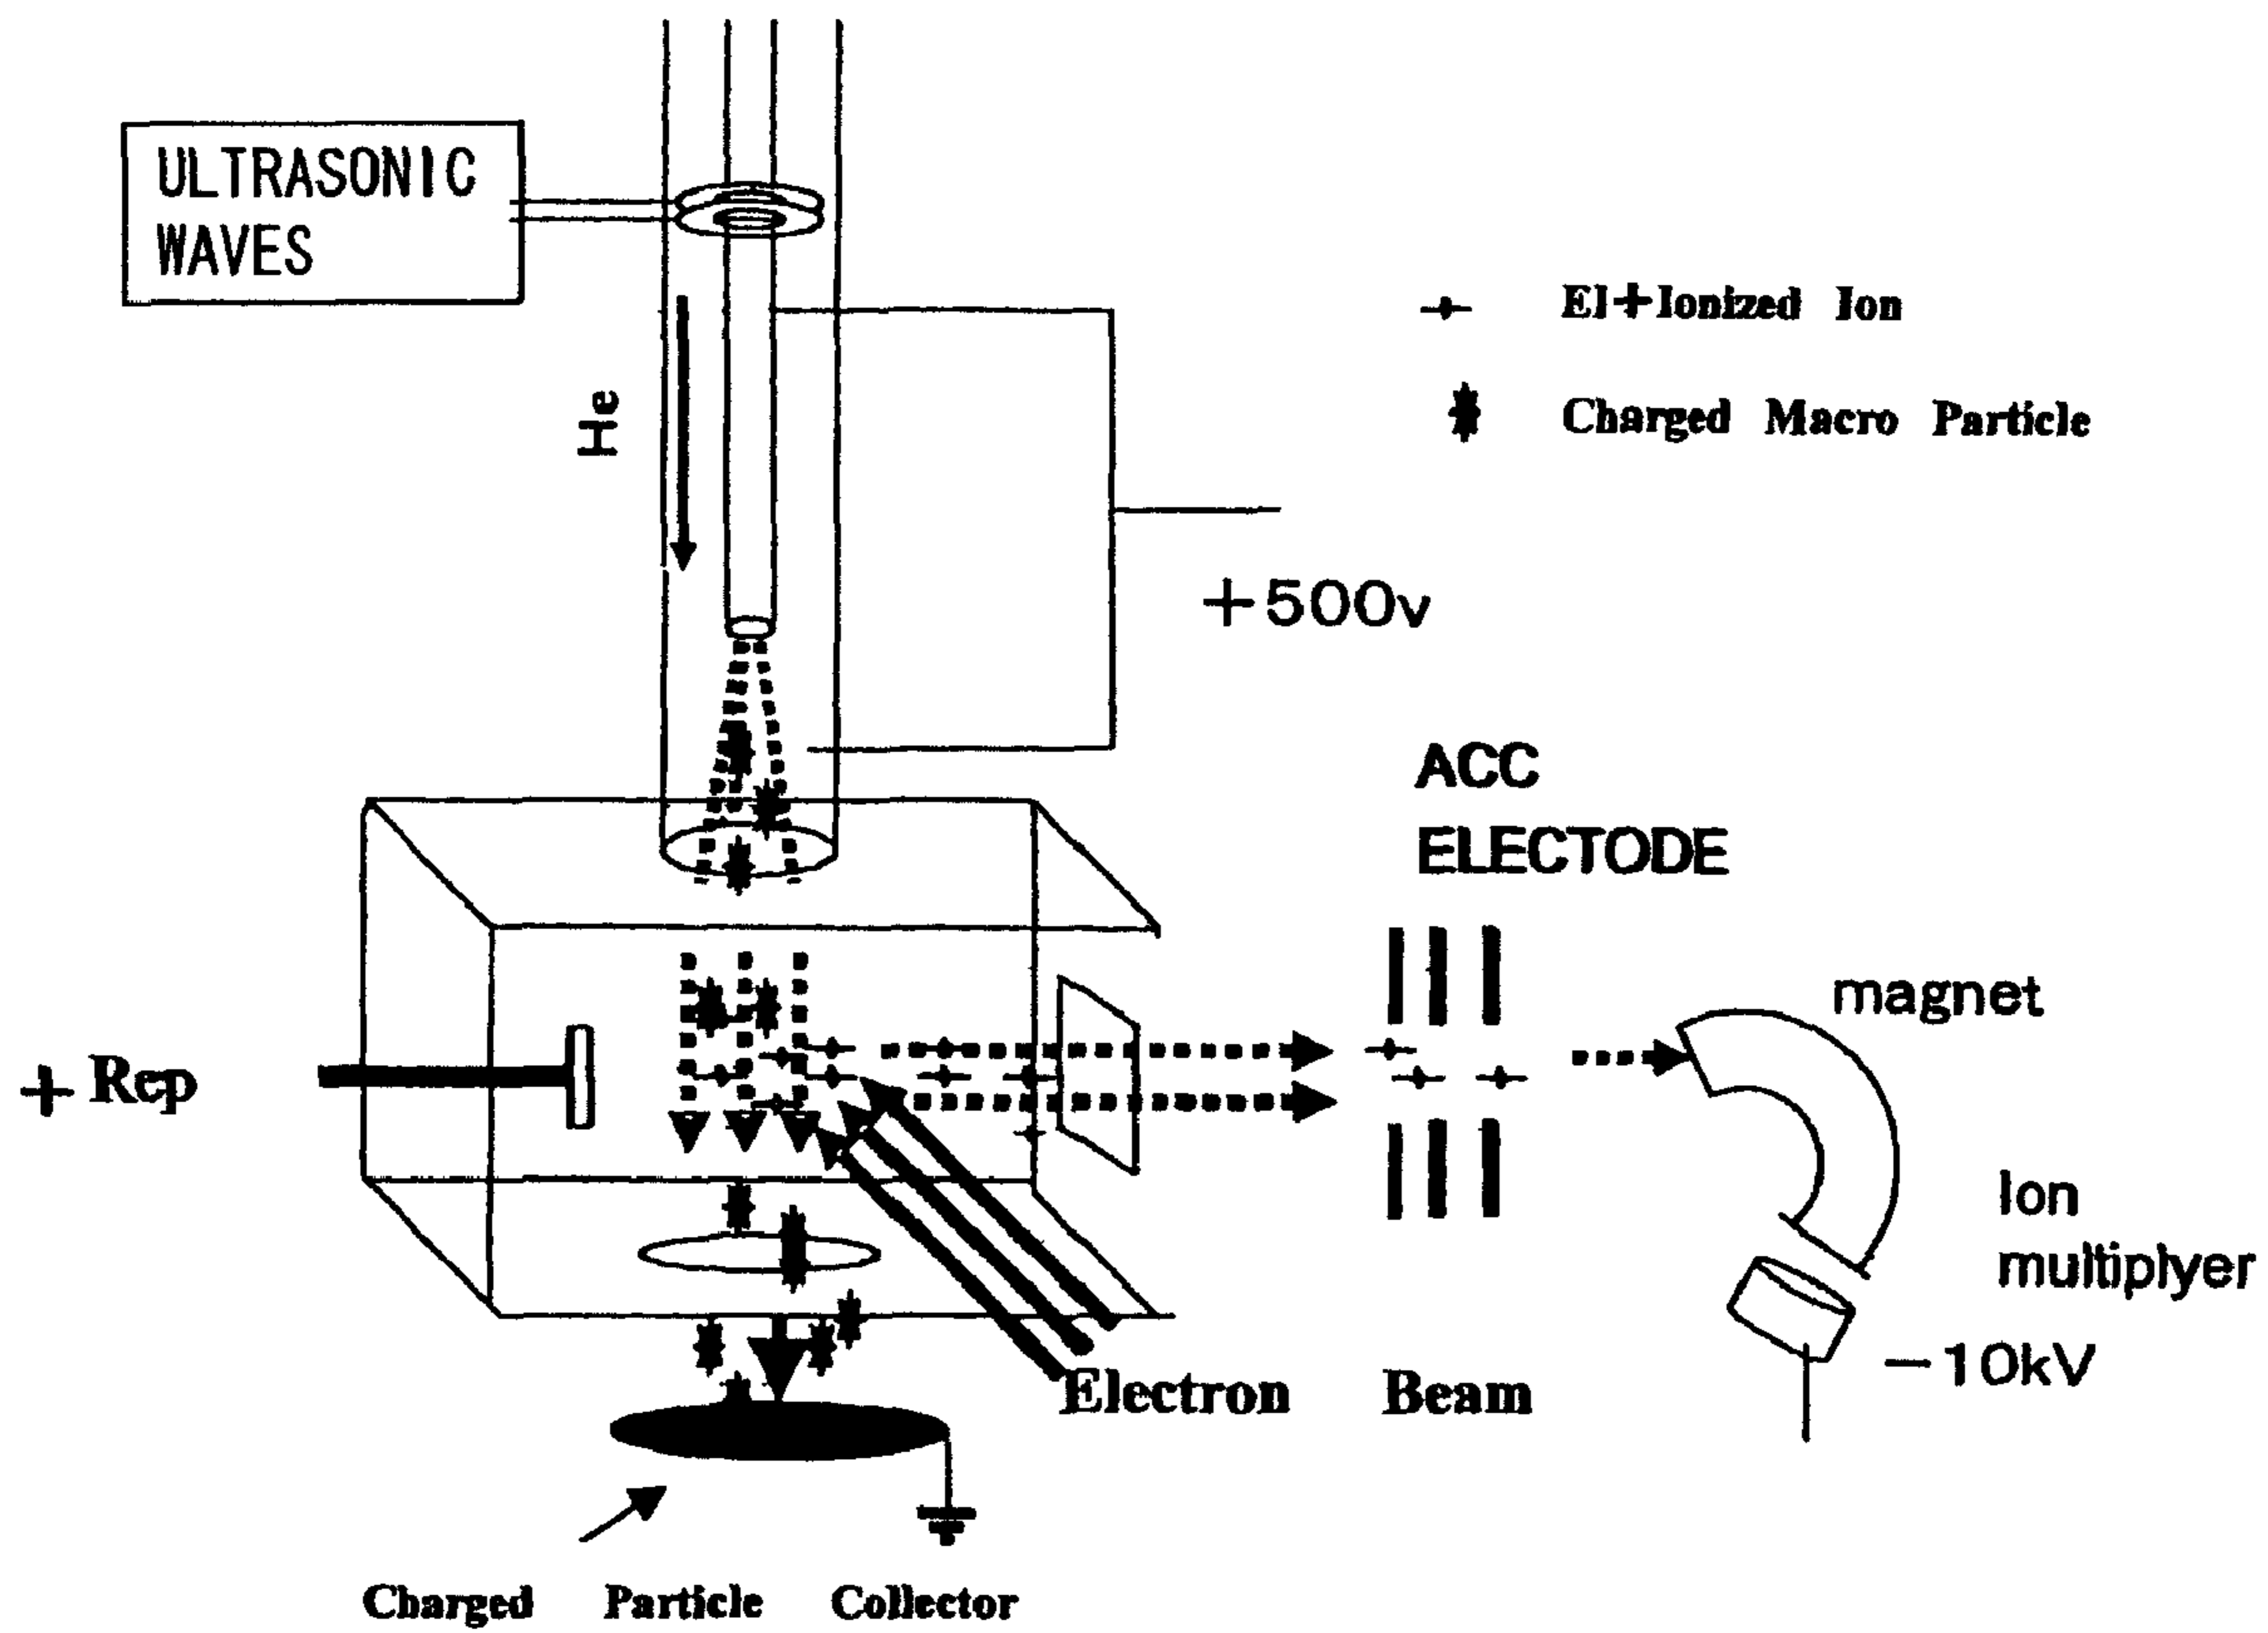 ULTRASONIC
WAVES
He
El+Ionized Ion
Charged Macro Particle
+500v
ACC
ELECTODE
magnet
+ Rep
Ion
multiplyer
-10kV
Electron Beam
Charged Particle Collector